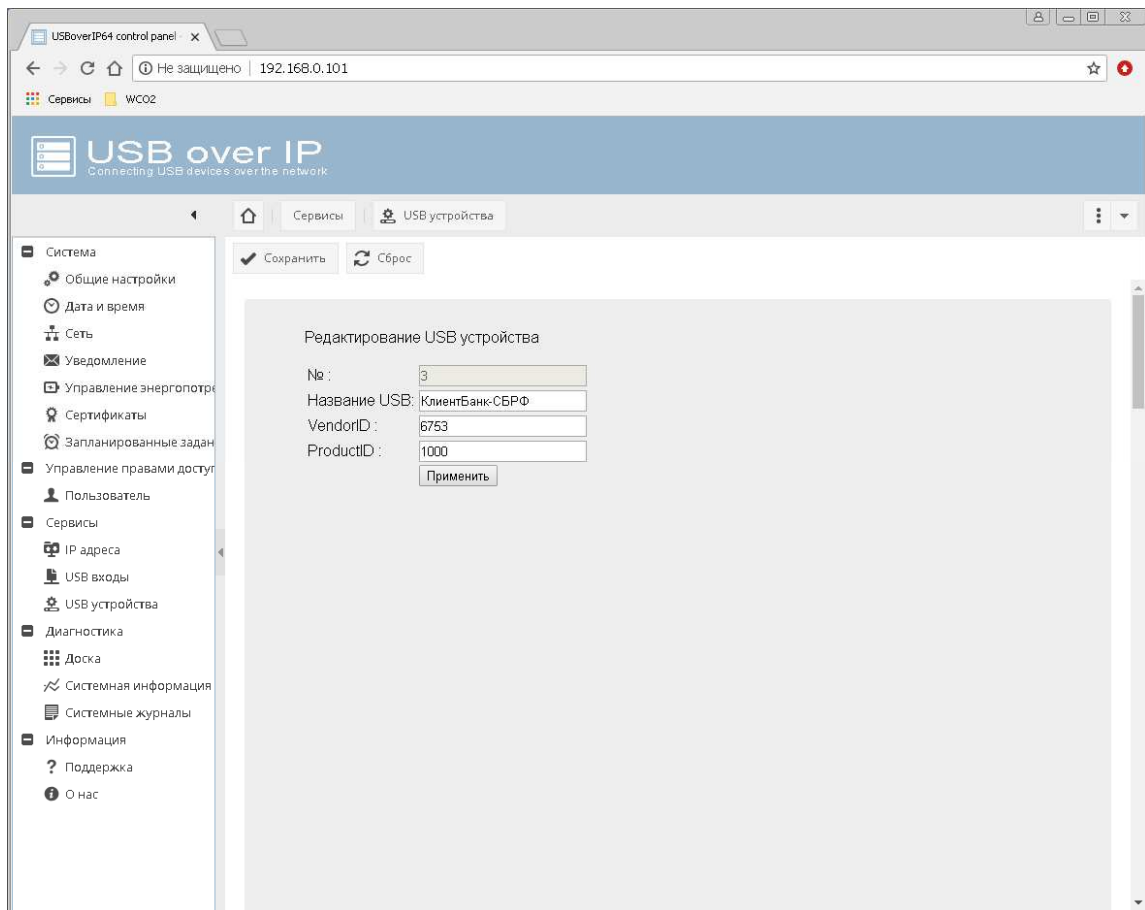 USBoverIP64 control panel -
Не защищено | 192.168.0.101
Сервисы WCO2
USB over IP
Connecting USB devices over the network
Сервисы USB устройства
Сохранить Сброс
Система
Общие настройки
Дата и время
Сеть
Уведомление
Управление энергопотре
Сертификаты
Запланированные задан
Управление правами доступ
Пользователь
Сервисы
IP адреса
USB входы
USB устройства
Диагностика
Доска
Системная информация
Системные журналы
Информация
Поддержка
О нас
Редактирование USB устройства
№ : 3
Название USB: КлиентБанк-СБРФ
VendorID : 6753
ProductID : 1000
Применить